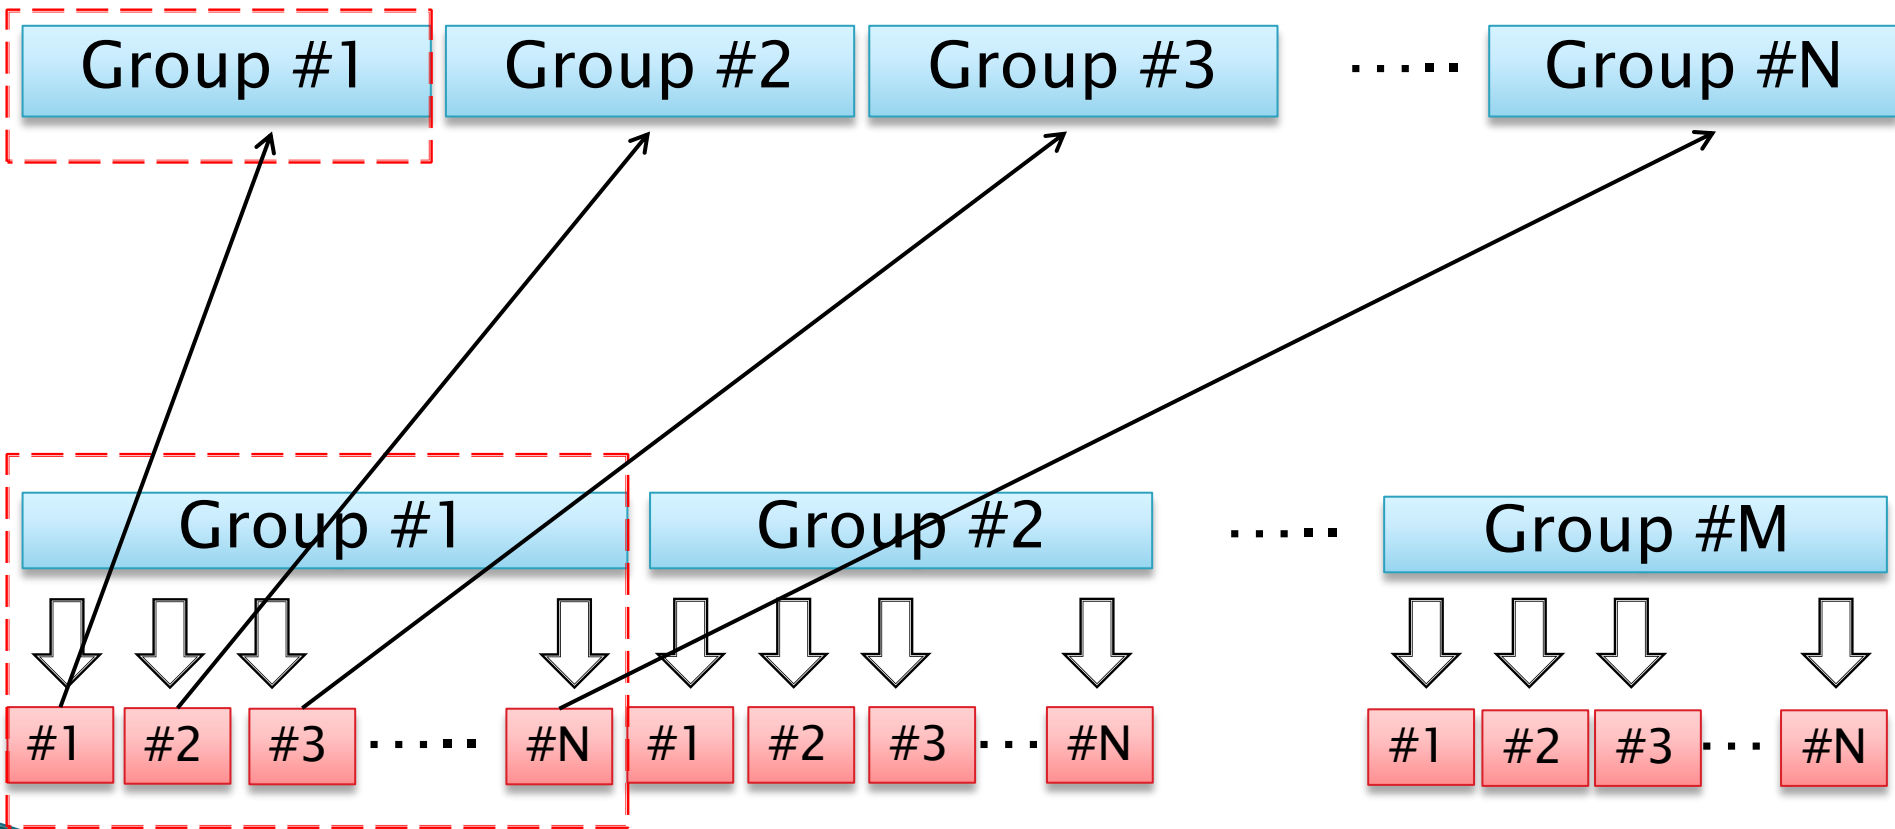 Group #1 Group #2 Group #3 ..... Group #N
Group #1 Group #2 ..... Group #M
#1 #2 #3 ..... #N #1 #2 #3 ... #N #1 #2 #3 ... #N